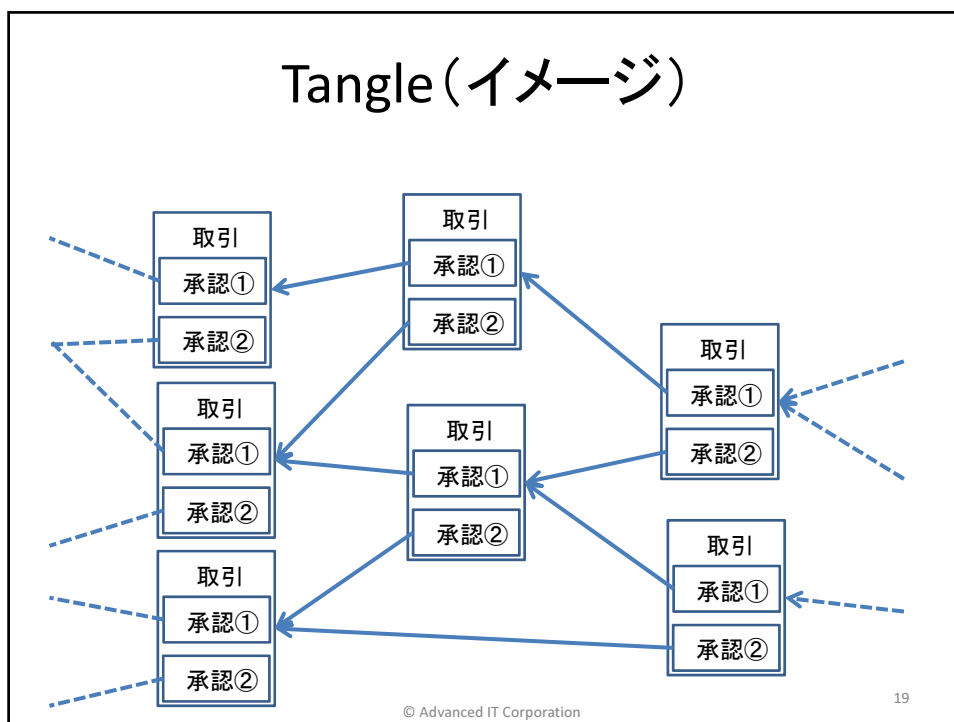 Tangle（イメージ）
取引
承認①
承認②
取引
承認①
承認②
取引
承認①
承認②
取引
承認①
承認②
取引
承認①
承認②
取引
承認①
承認②
取引
承認①
承認②
© Advanced IT Corporation
19